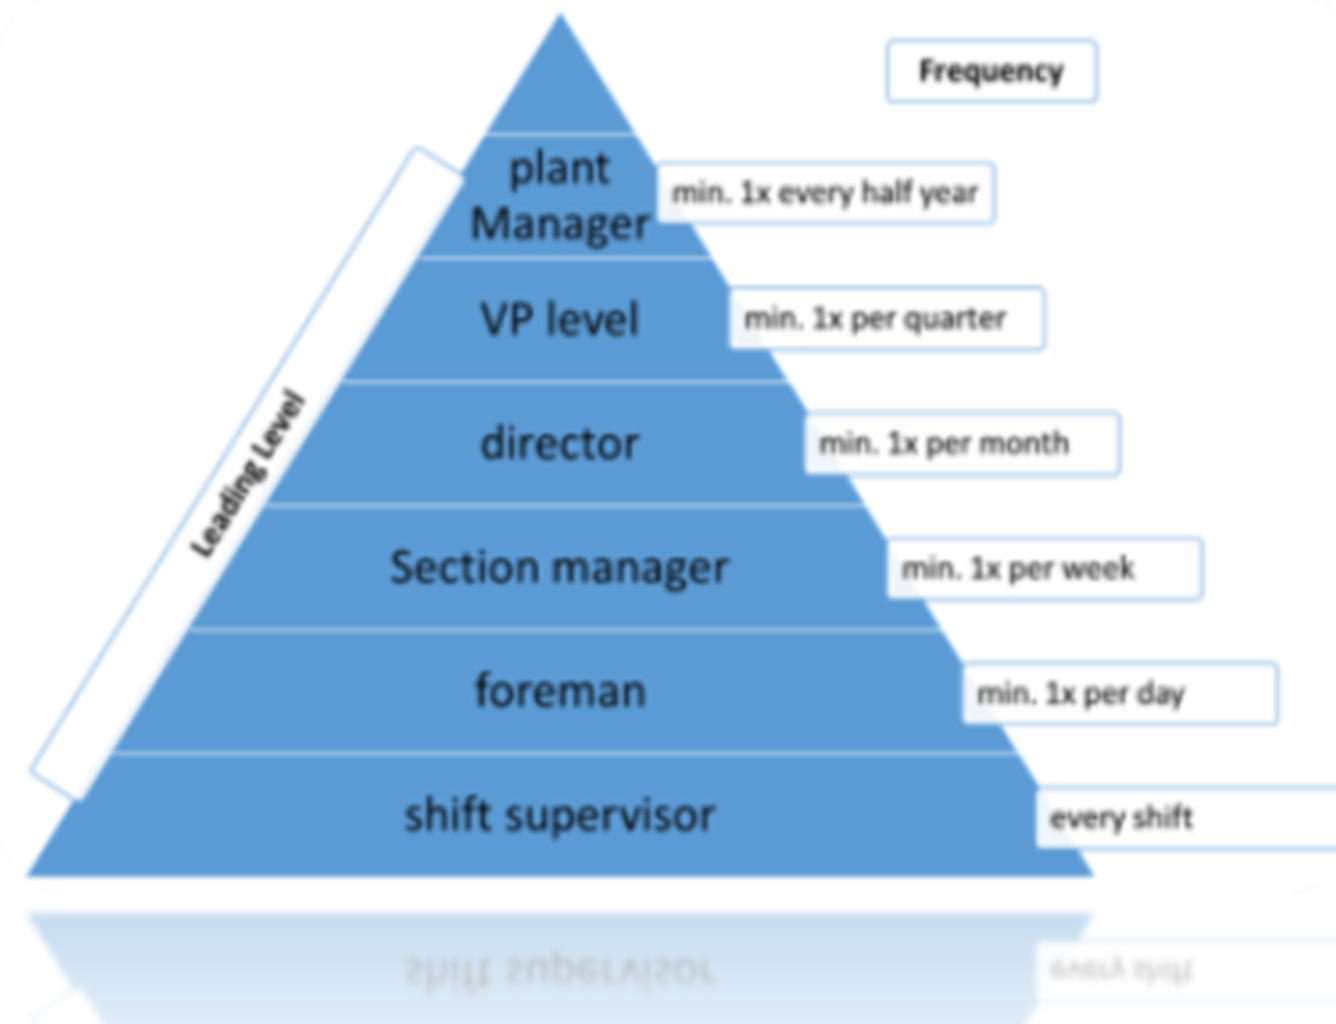 Frequency
plant
Manager
min. 1x every half year
VP level
min. 1x per quarter
director
min. 1x per month
Leading Level
Section manager
min. 1x per week
foreman
min. 1x per day
shift supervisor
every shift